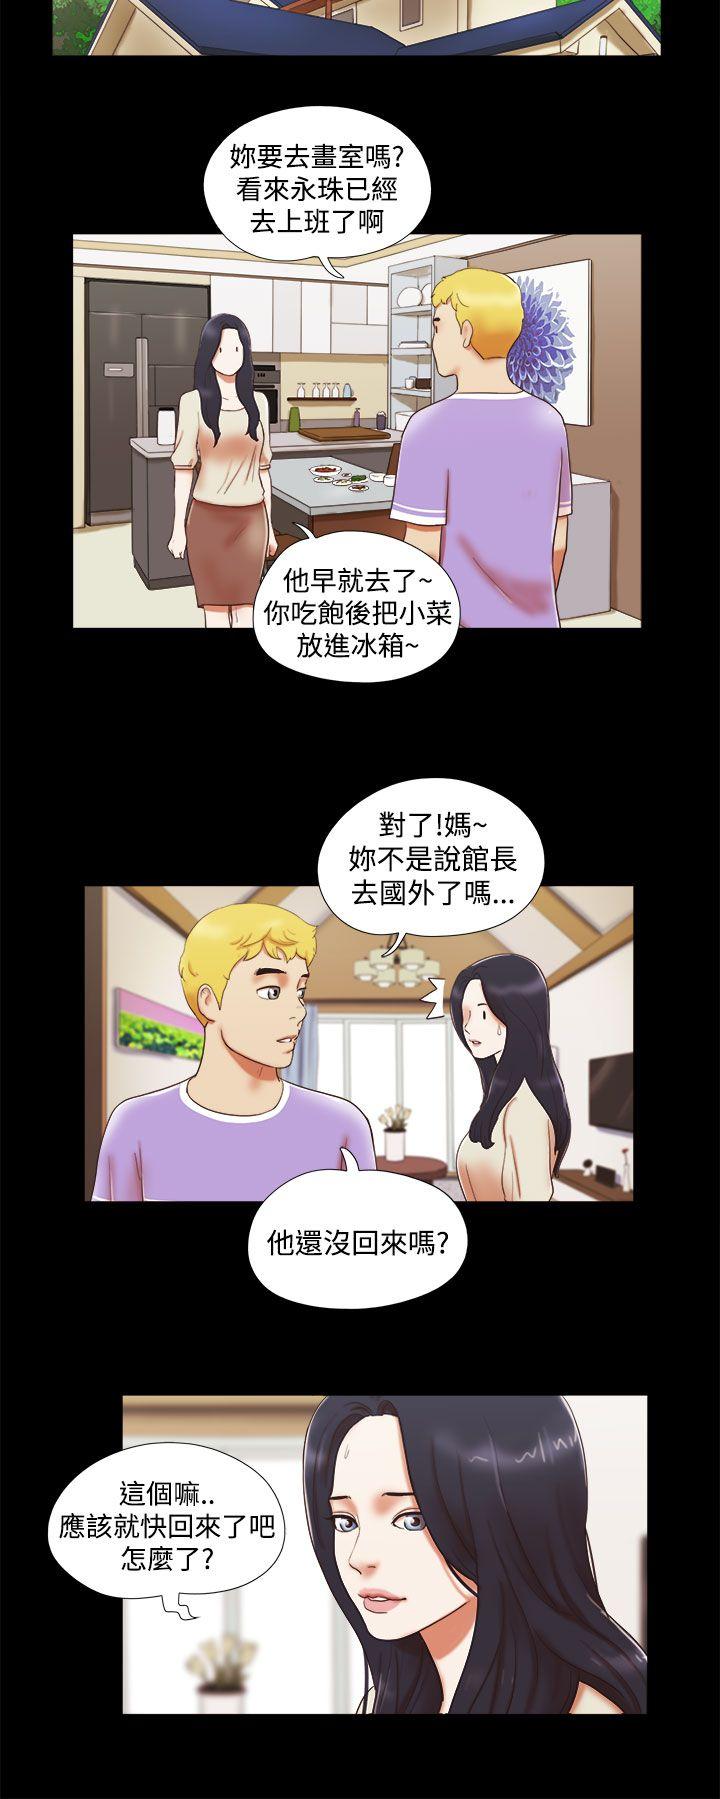 妳要去畫室嗎?
看來永珠已經
去上班了啊
他早就去了~
你吃飽後把小菜
放進冰箱~
對了!媽~
妳不是說館長
去國外了嗎...
他還沒回來嗎?
這個嘛..
應該就快回來了吧
怎麼了?